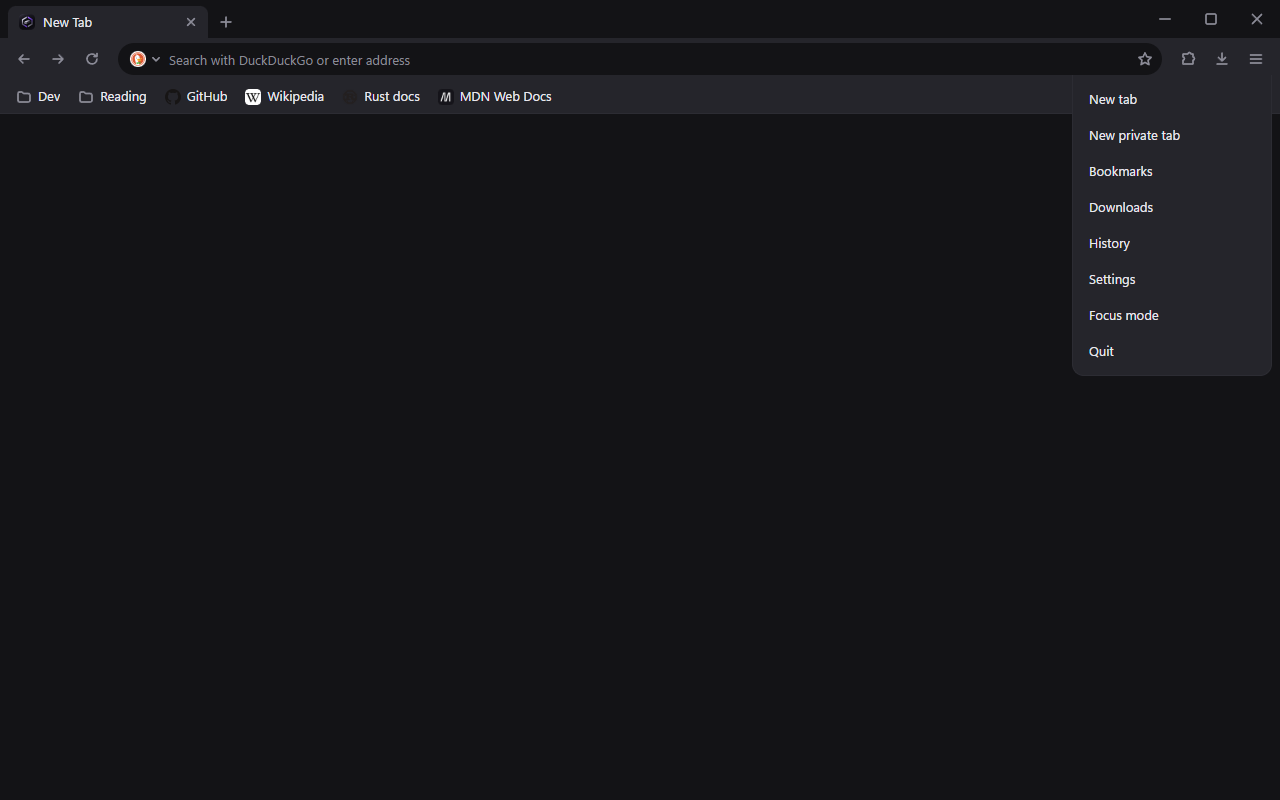 New Tab
Search with DuckDuckGo or enter address
Dev Reading GitHub Wikipedia Rust docs MDN Web Docs
New tab
New private tab
Bookmarks
Downloads
History
Settings
Focus mode
Quit